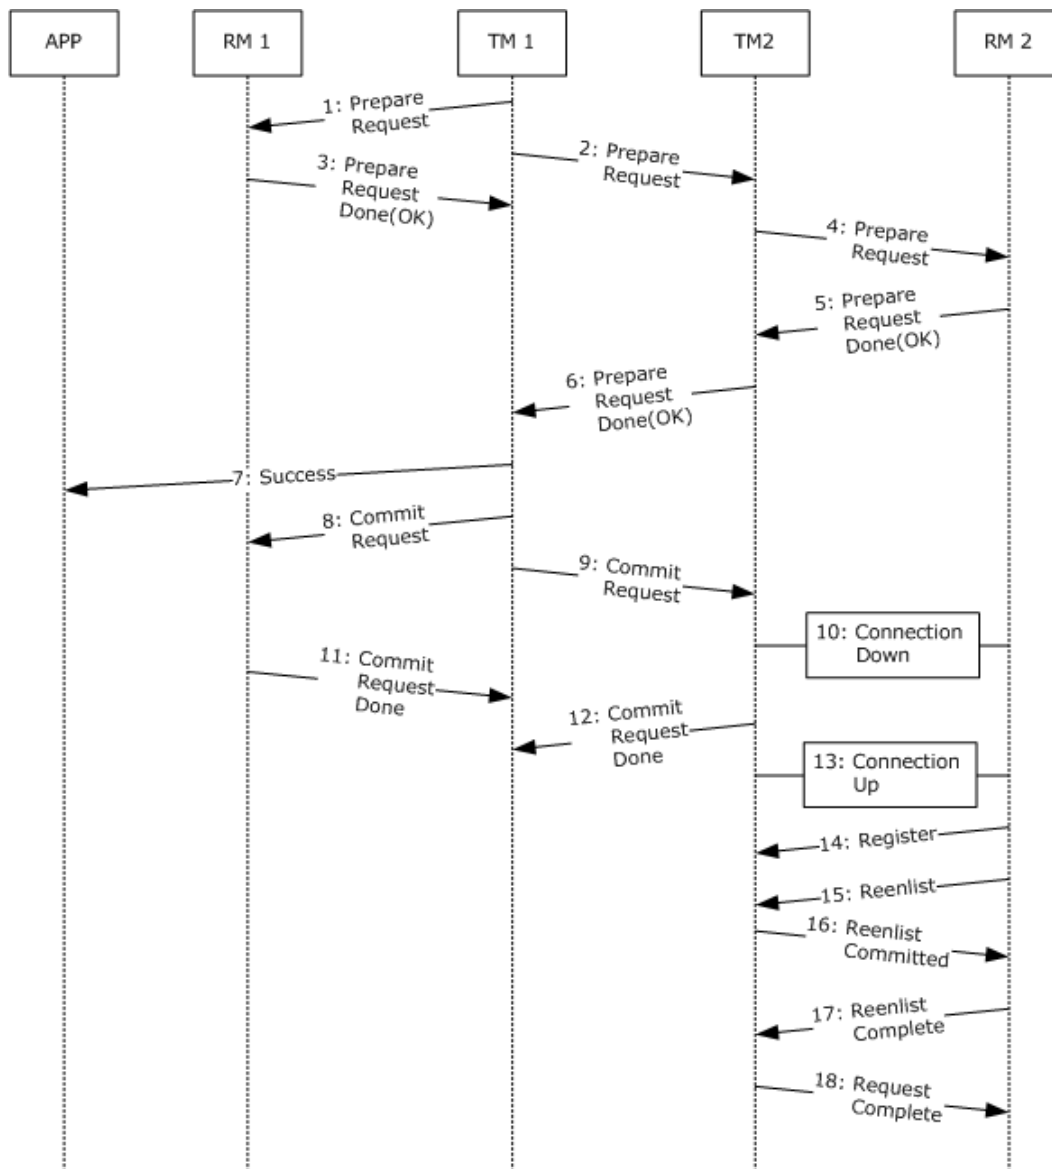 APP
RM 1
TM 1
TM2
RM 2
1: Prepare
Request
2: Prepare
Request
3: Prepare
Request
Done(OK)
4: Prepare
Request
5: Prepare
Request
Done(OK)
6: Prepare
Request
Done(OK)
7: Success
8: Commit
Request
9: Commit
Request
10: Connection
Down
11: Commit
Request
Done
12: Commit
Request
Done
13: Connection
Up
14: Register
15: Reenlist
16: Reenlist
Committed
17: Reenlist
Complete
18: Request
Complete